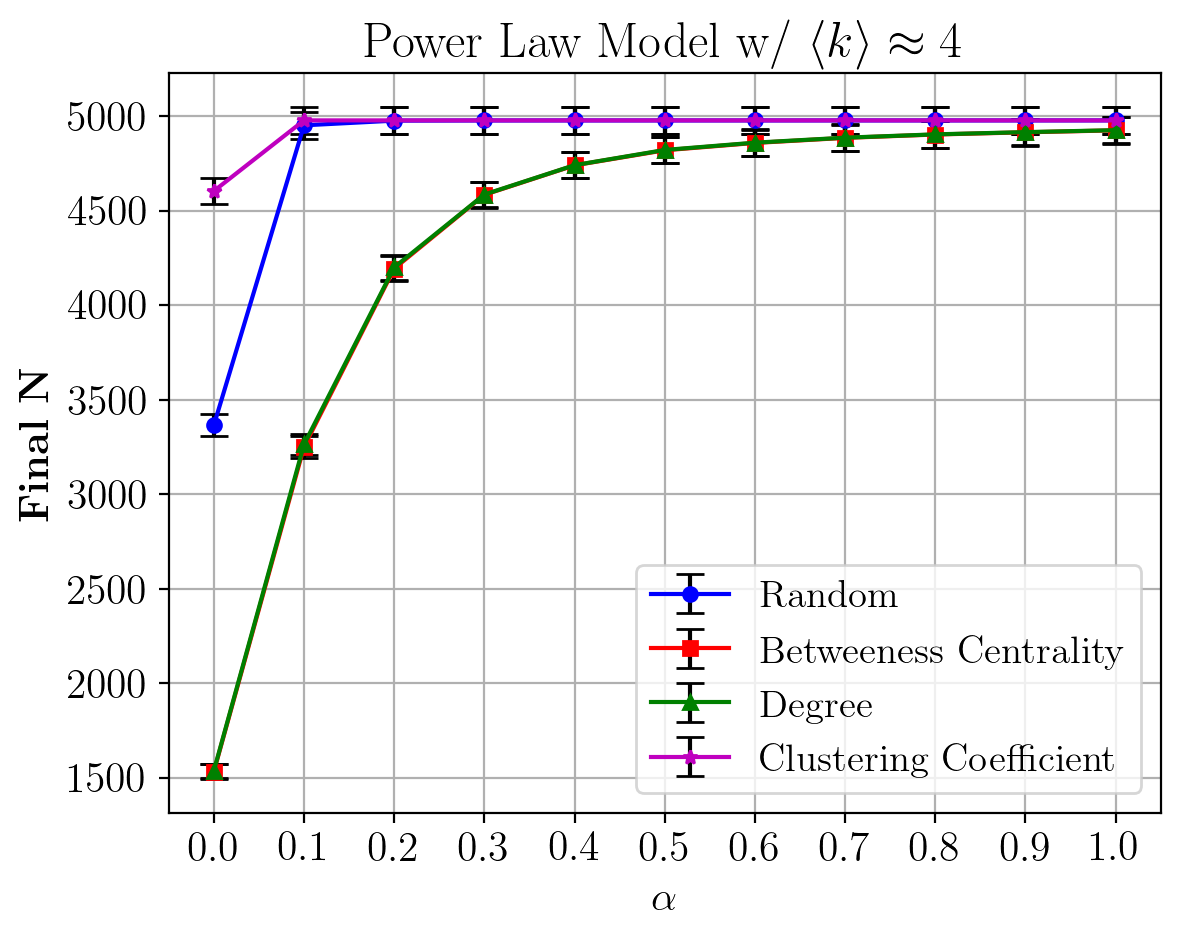 Power Law Model w/ ⟨k⟩ ≈ 4
Final N
5000
4500
4000
3500
3000
2500
2000
1500
Random
Betweeness Centrality
Degree
Clustering Coefficient
0.0 0.1 0.2 0.3 0.4 0.5 0.6 0.7 0.8 0.9 1.0
α